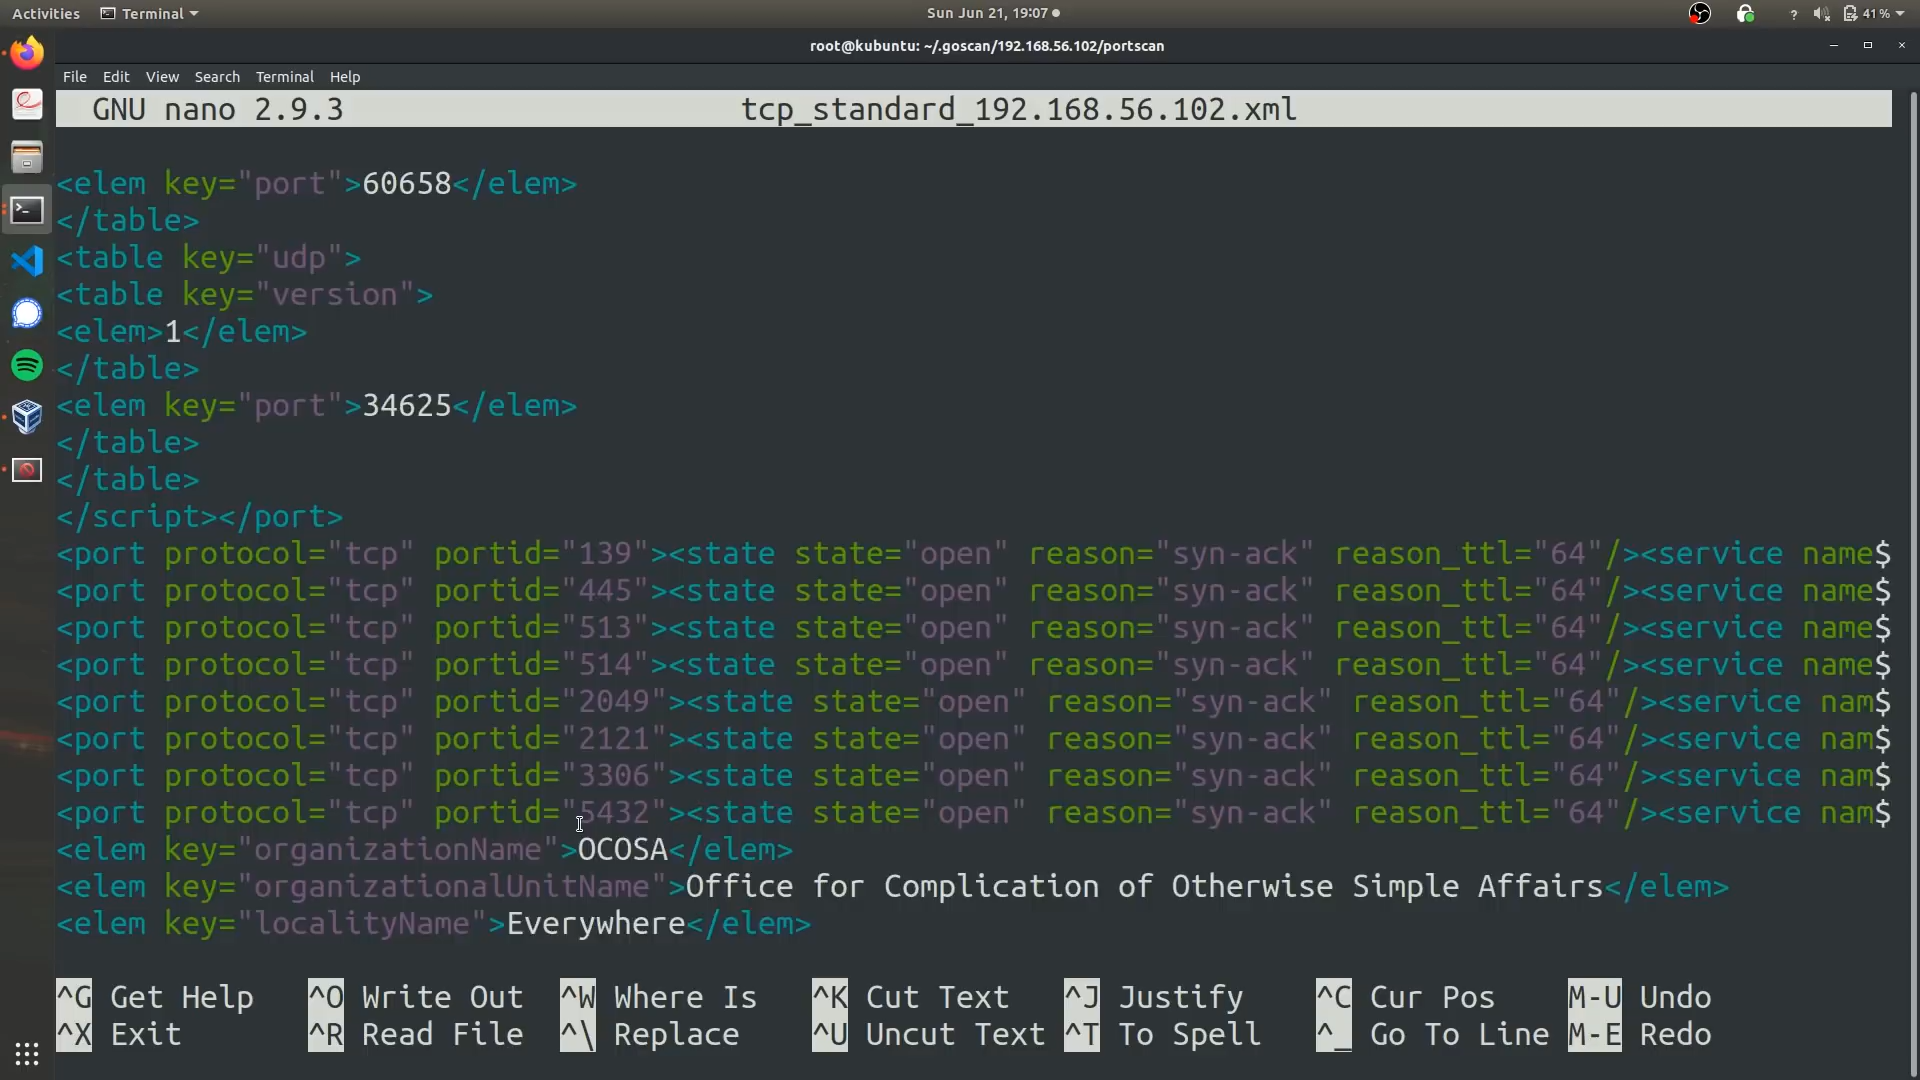 Activities Terminal Sun Jun 21, 19:07 ? 41%
root@kubuntu: ~/.goscan/192.168.56.102/portscan
File Edit View Search Terminal Help
GNU nano 2.9.3 tcp_standard_192.168.56.102.xml
<elem key="port">60658</elem>
</table>
<table key="udp">
<table key="version">
<elem>1</elem>
</table>
<elem key="port">34625</elem>
</table>
</table>
</script></port>
<port protocol="tcp" portid="139"><state state="open" reason="syn-ack" reason_ttl="64"/><service name$
<port protocol="tcp" portid="445"><state state="open" reason="syn-ack" reason_ttl="64"/><service name$
<port protocol="tcp" portid="513"><state state="open" reason="syn-ack" reason_ttl="64"/><service name$
<port protocol="tcp" portid="514"><state state="open" reason="syn-ack" reason_ttl="64"/><service name$
<port protocol="tcp" portid="2049"><state state="open" reason="syn-ack" reason_ttl="64"/><service nam$
<port protocol="tcp" portid="2121"><state state="open" reason="syn-ack" reason_ttl="64"/><service nam$
<port protocol="tcp" portid="3306"><state state="open" reason="syn-ack" reason_ttl="64"/><service nam$
<port protocol="tcp" portid="5432"><state state="open" reason="syn-ack" reason_ttl="64"/><service nam$
<elem key="organizationName">OCOSA</elem>
<elem key="organizationalUnitName">Office for Complication of Otherwise Simple Affairs</elem>
<elem key="localityName">Everywhere</elem>
^G Get Help ^O Write Out ^W Where Is ^K Cut Text ^J Justify ^C Cur Pos M-U Undo
^X Exit ^R Read File ^\ Replace ^U Uncut Text ^T To Spell ^_ Go To Line M-E Redo